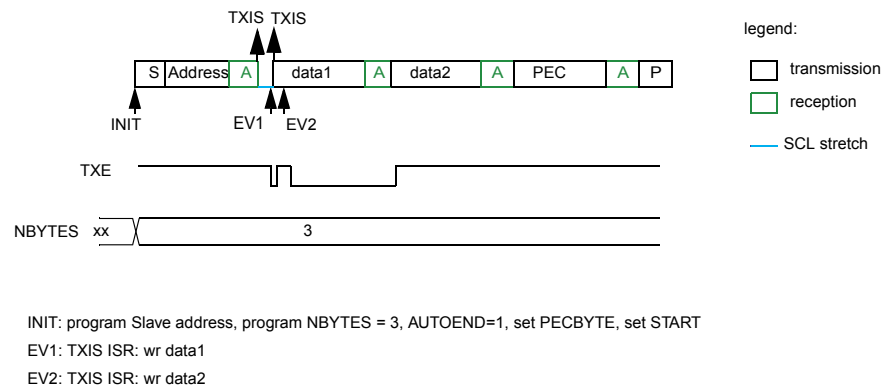 TXIS TXIS
legend:
S Address A data1 A data2 A PEC A P
transmission
reception
INIT EV1 EV2
SCL stretch
TXE
NBYTES xx 3
INIT: program Slave address, program NBYTES = 3, AUTOEND=1, set PECBYTE, set START
EV1: TXIS ISR: wr data1
EV2: TXIS ISR: wr data2